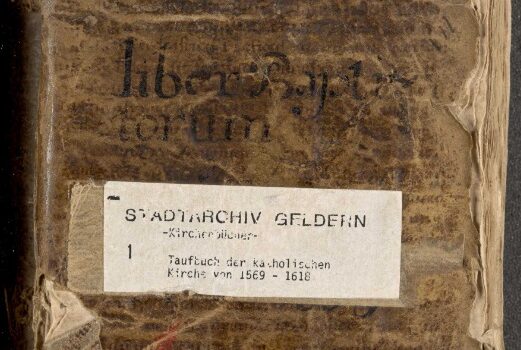 liber Bapti
torum
STADTARCHIV GELDERN
-Kirchenbücher-
1
Taufbuch der katholischen
Kirche von 1569 - 1618